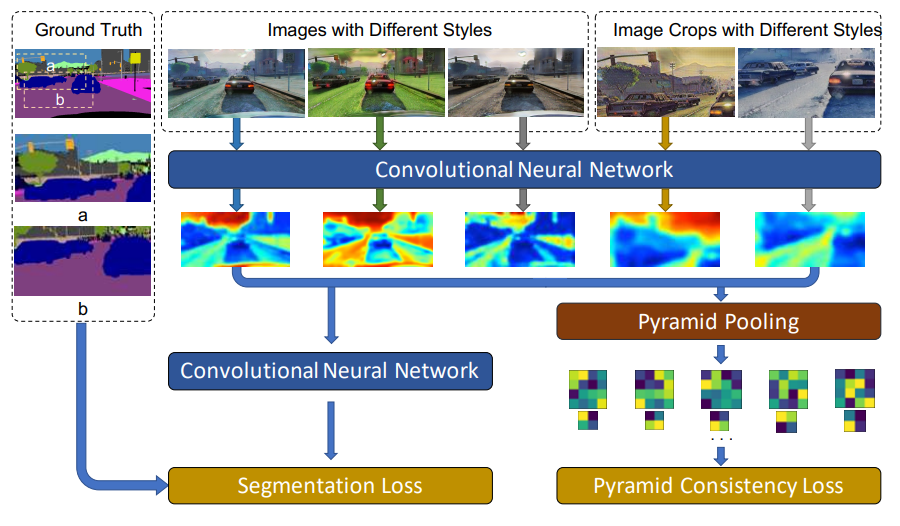 Ground Truth
Images with Different Styles
Image Crops with Different Styles
a
b
Convolutional Neural Network
a
b
Pyramid Pooling
Convolutional Neural Network
. . .
Segmentation Loss
Pyramid Consistency Loss